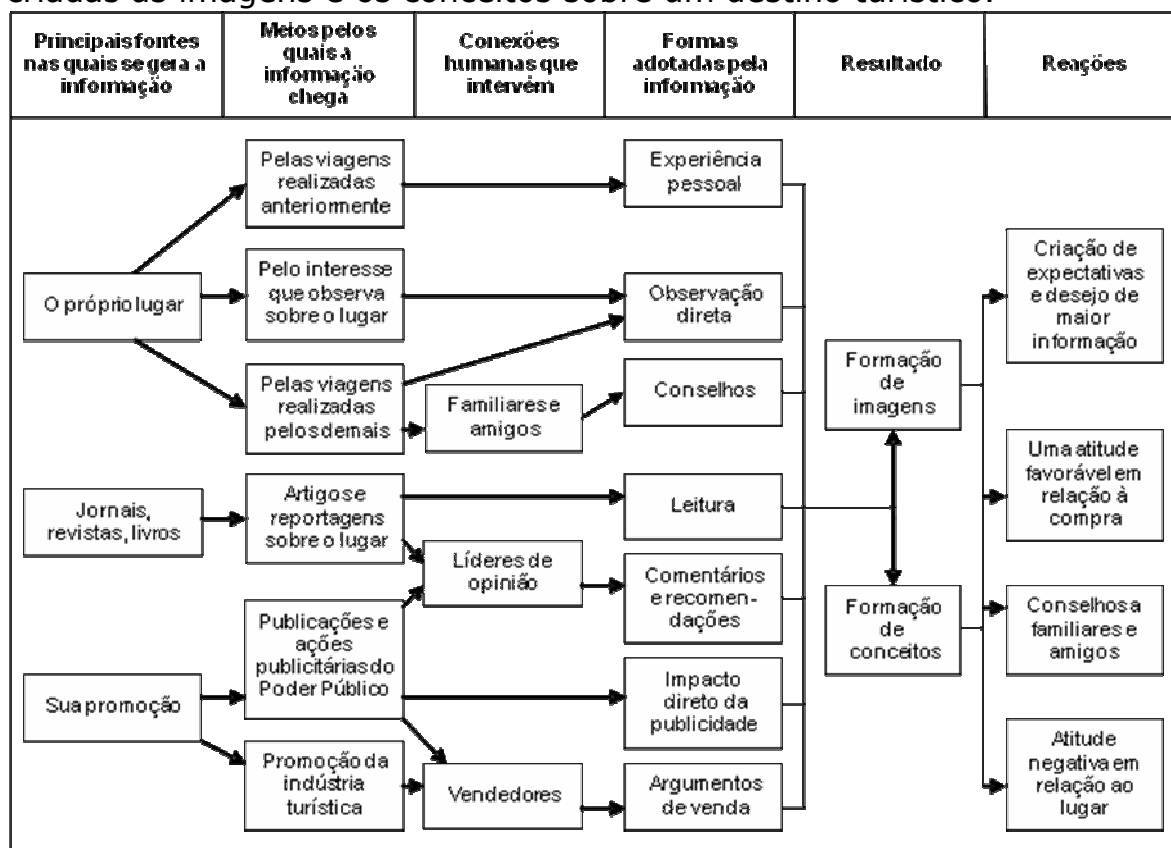 criadas as imagens e os conceitos sobre um destino turístico.
Principais fontes
nas quais se gera a
informação
Meios pelos
quais a
informação
chega
Conexões
humanas que
intervém
Formas
adotadas pela
informação
Resultado
Reações
O próprio lugar
Jornais,
revistas, livros
Sua promoção
Pelas viagens
realizadas
anteriormente
Pelo interesse
que observa
sobre o lugar
Pelas viagens
realizadas
pelos demais
Artigos e
reportagens
sobre o lugar
Publicações e
ações
publicitárias do
Poder Público
Promoção da
indústria
turística
Familiares e
amigos
Líderes de
opinião
Vendedores
Experiência
pessoal
Observação
direta
Conselhos
Leitura
Comentários
e recomen-
dações
Impacto
direto da
publicidade
Argumentos
de venda
Formação
de
imagens
Formação
de
conceitos
Criação de
expectativas
e desejo de
maior
informação
Uma atitude
favorável em
relação à
compra
Conselhos a
familiares e
amigos
Atitude
negativa em
relação ao
lugar